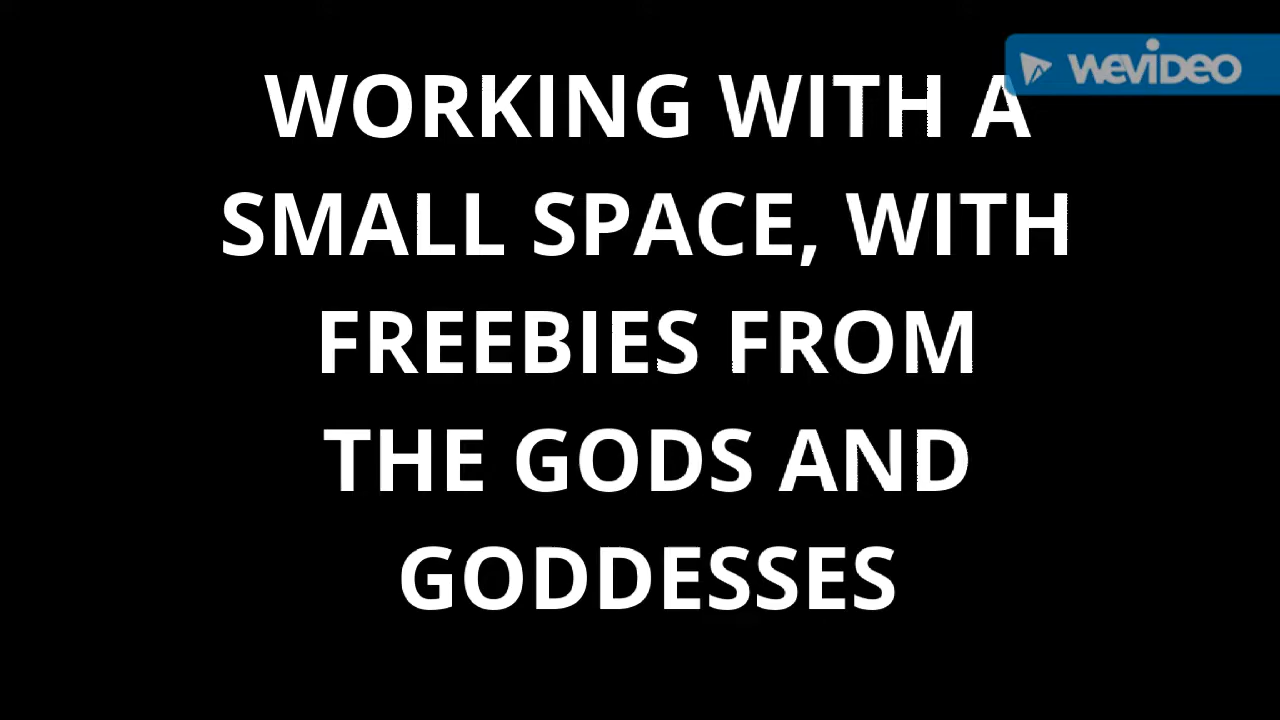 WEVIDEO
WORKING WITH A
SMALL SPACE, WITH
FREEBIES FROM
THE GODS AND
GODDESSES